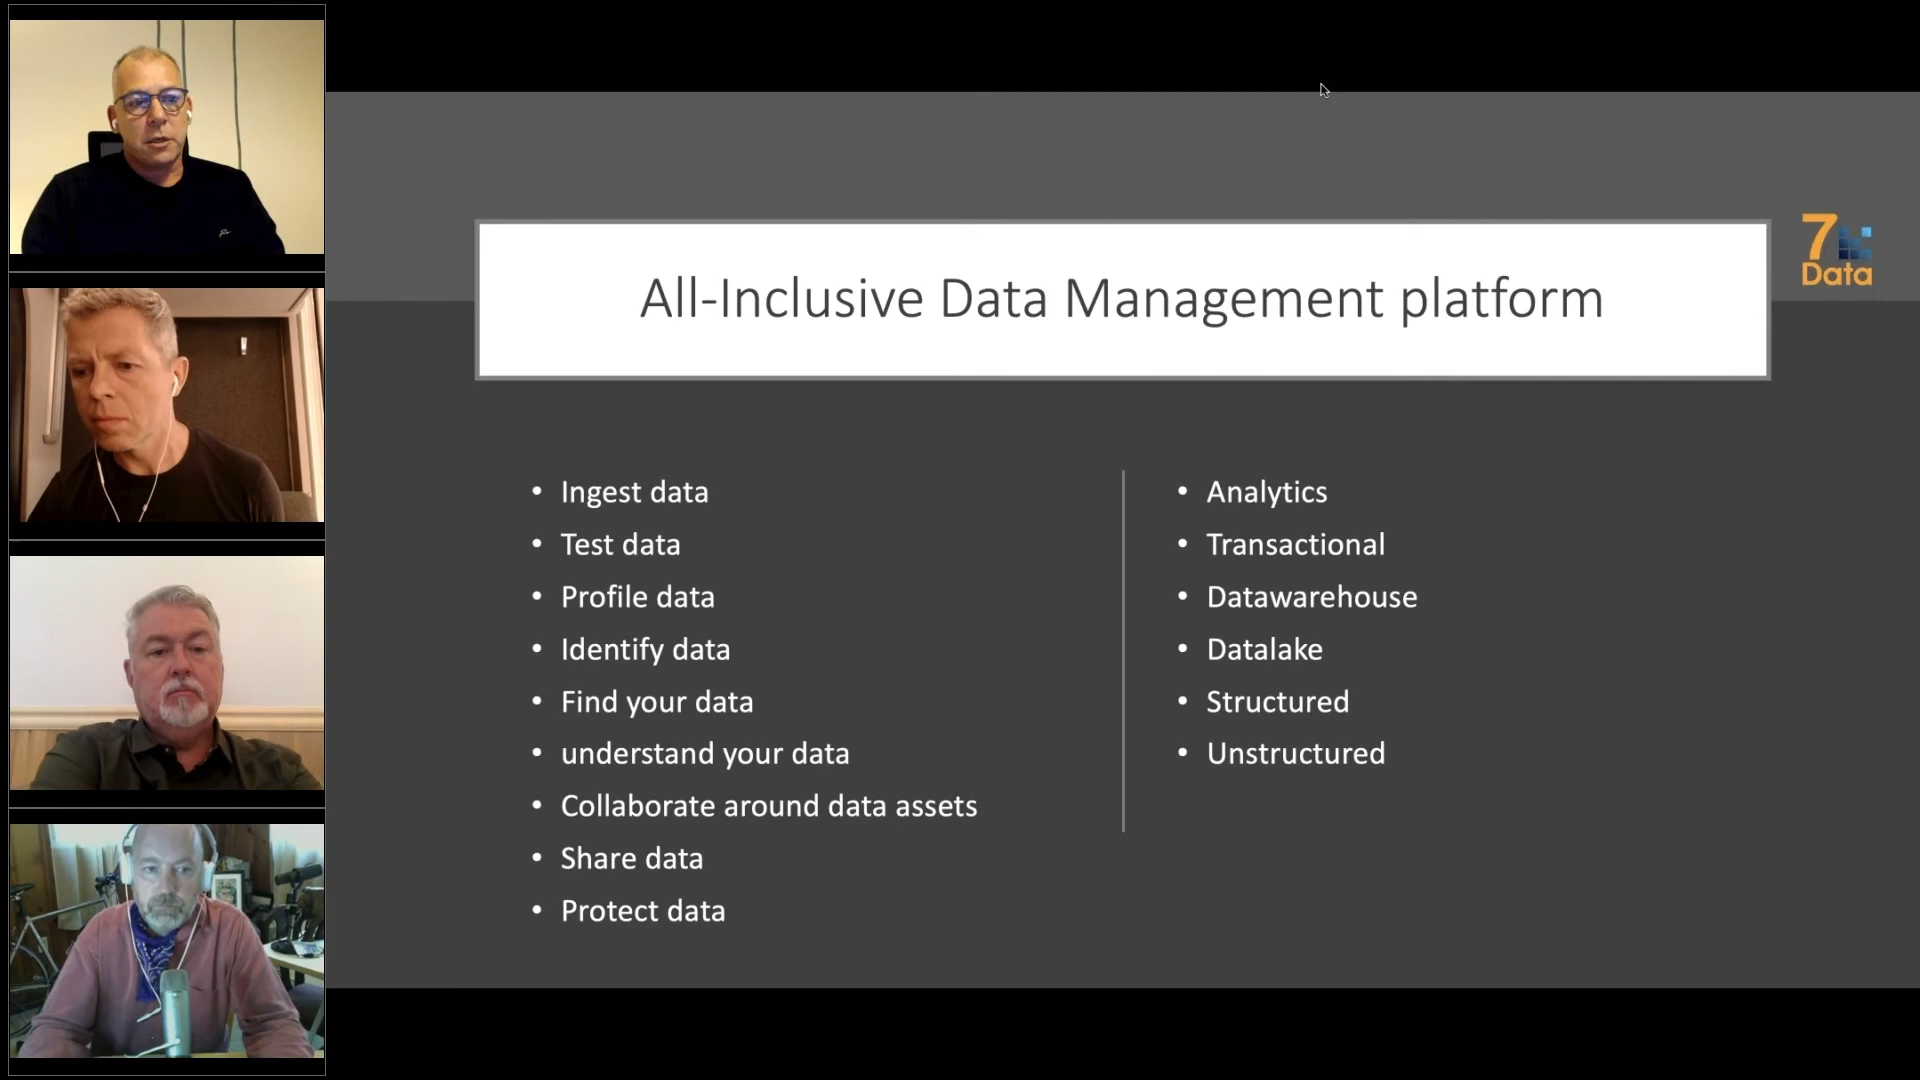 All-Inclusive Data Management platform
7
Data
• Ingest data
• Test data
• Profile data
• Identify data
• Find your data
• understand your data
• Collaborate around data assets
• Share data
• Protect data
• Analytics
• Transactional
• Datawarehouse
• Datalake
• Structured
• Unstructured